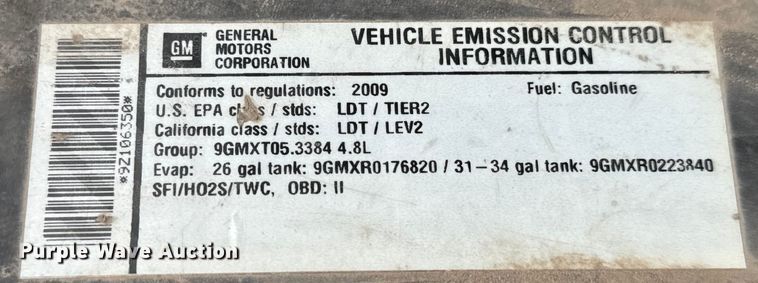 GM
GENERAL MOTORS CORPORATION
VEHICLE EMISSION CONTROL INFORMATION
*9Z106350*
Conforms to regulations: 2009 Fuel: Gasoline
U.S. EPA class / stds: LDT / TIER2
California class / stds: LDT / LEV2
Group: 9GMXT05.3384 4.8L
Evap: 26 gal tank: 9GMXR0176820 / 31-34 gal tank: 9GMXR0223840
SFI/HO2S/TWC, OBD: II
Purple Wave Auction